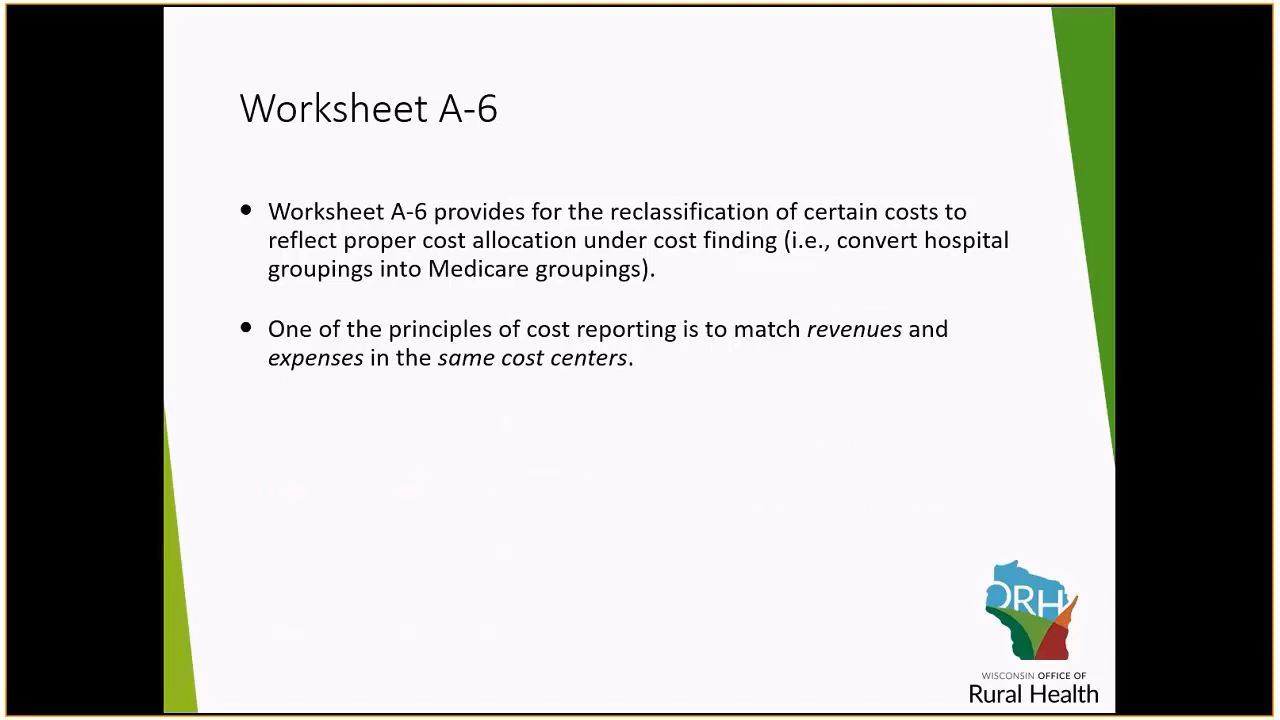 Worksheet A-6
● Worksheet A-6 provides for the reclassification of certain costs to
reflect proper cost allocation under cost finding (i.e., convert hospital
groupings into Medicare groupings).
● One of the principles of cost reporting is to match revenues and
expenses in the same cost centers.
ORH
WISCONSIN OFFICE OF
Rural Health